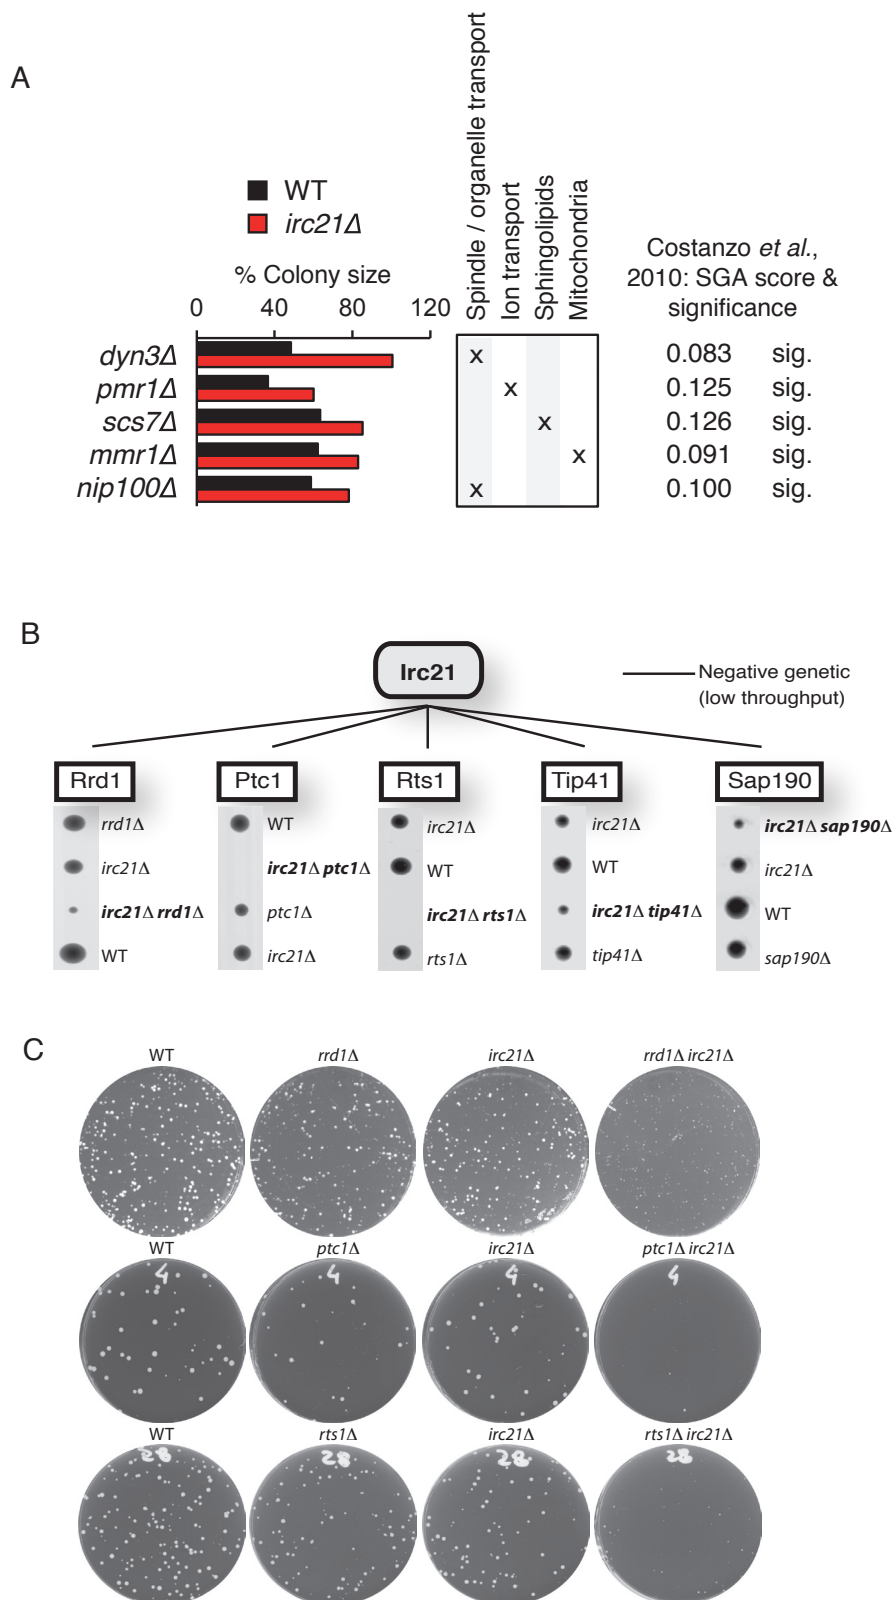 A
WT
irc21Δ
% Colony size
0 40 80 120
Spindle / organelle transport
Ion transport
Sphingolipids
Mitochondria
Costanzo et al.,
2010: SGA score &
significance
dyn3Δ x 0.083 sig.
pmr1Δ x 0.125 sig.
scs7Δ x 0.126 sig.
mmr1Δ x 0.091 sig.
nip100Δ x 0.100 sig.
B
Irc21
Negative genetic
(low throughput)
Rrd1 Ptc1 Rts1 Tip41 Sap190
rrd1Δ WT irc21Δ irc21Δ irc21Δ sap190Δ
irc21Δ irc21Δ ptc1Δ WT WT irc21Δ
irc21Δ rrd1Δ ptc1Δ irc21Δ rts1Δ irc21Δ tip41Δ WT
WT irc21Δ rts1Δ tip41Δ sap190Δ
C
WT rrd1Δ irc21Δ rrd1Δ irc21Δ
WT ptc1Δ irc21Δ ptc1Δ irc21Δ
4 4 4 4
WT rts1Δ irc21Δ rts1Δ irc21Δ
28 28 28 28